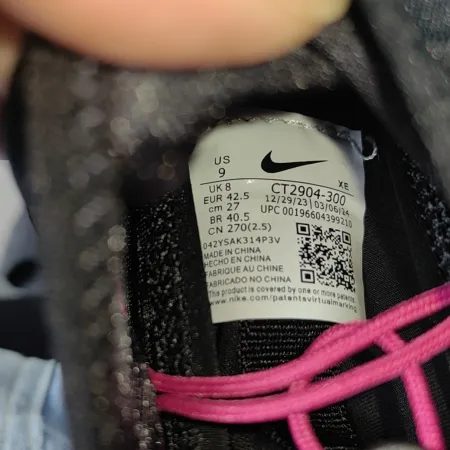 US
9
UK 8
EUR 42.5
cm 27
BR 40.5
CN 270(2.5)
XE
CT2904-300
12/29/23 | 03/06/24
UPC 00196604399210
042YSAK314P3V
MADE IN CHINA
HECHO EN CHINA
FABRIQUE AU CHINE
FABRICADO NA CHINA
This product is covered by one or more patents.
www.nike.com/patentsvirtualmarking